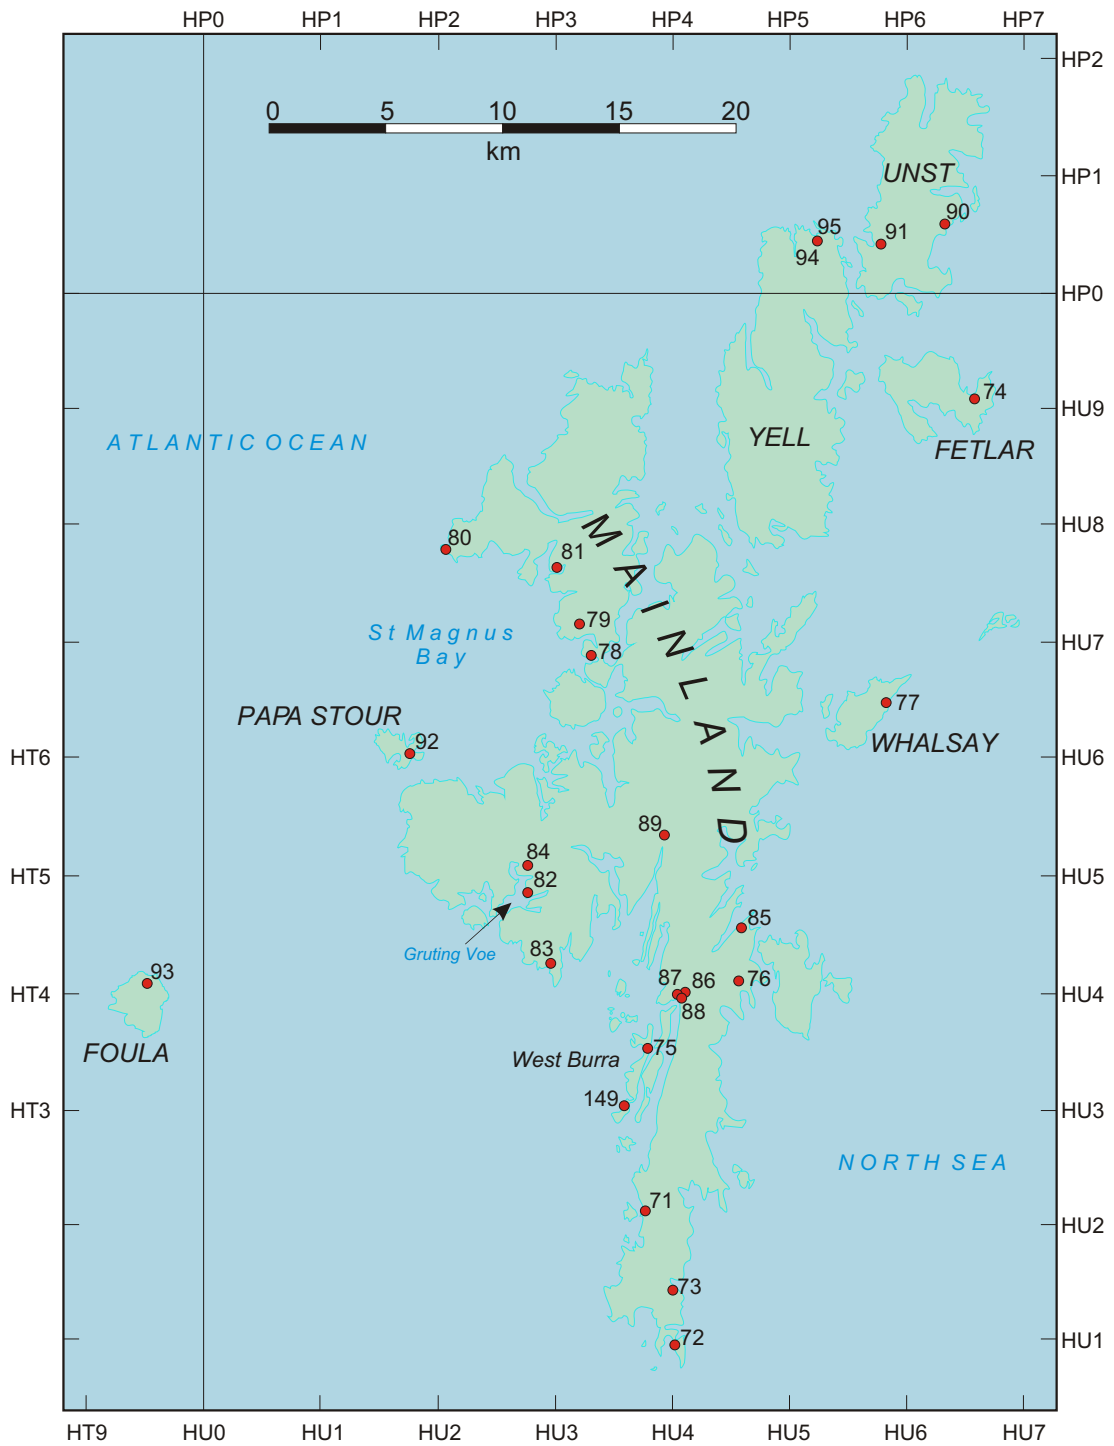 HP0 HP1 HP2 HP3 HP4 HP5 HP6 HP7
HP2
0 5 10 15 20
km
UNST
HP1
90
95
91
94
HP0
74
HU9
ATLANTIC OCEAN
YELL
FETLAR
HU8
80
81
MAINLAND
79
St Magnus
Bay
HU7
78
77
PAPA STOUR
92
WHALSAY
HT6
HU6
89
84
82
HT5
HU5
85
Gruting Voe
83
93
87 86 76
HT4
HU4
88
FOULA
West Burra
75
149
HT3
HU3
NORTH SEA
71
HU2
73
72
HU1
HT9 HU0 HU1 HU2 HU3 HU4 HU5 HU6 HU7